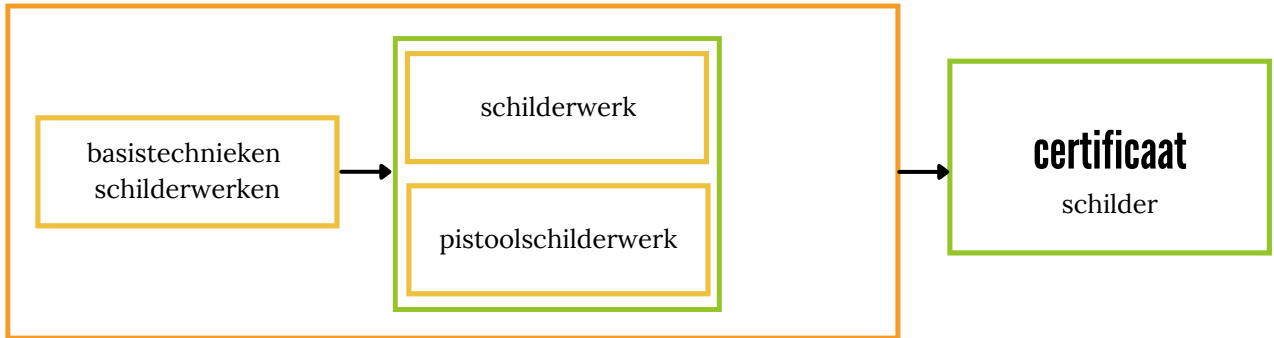 basistechnieken
schilderwerken
schilderwerk
pistoolschilderwerk
certificaat
schilder